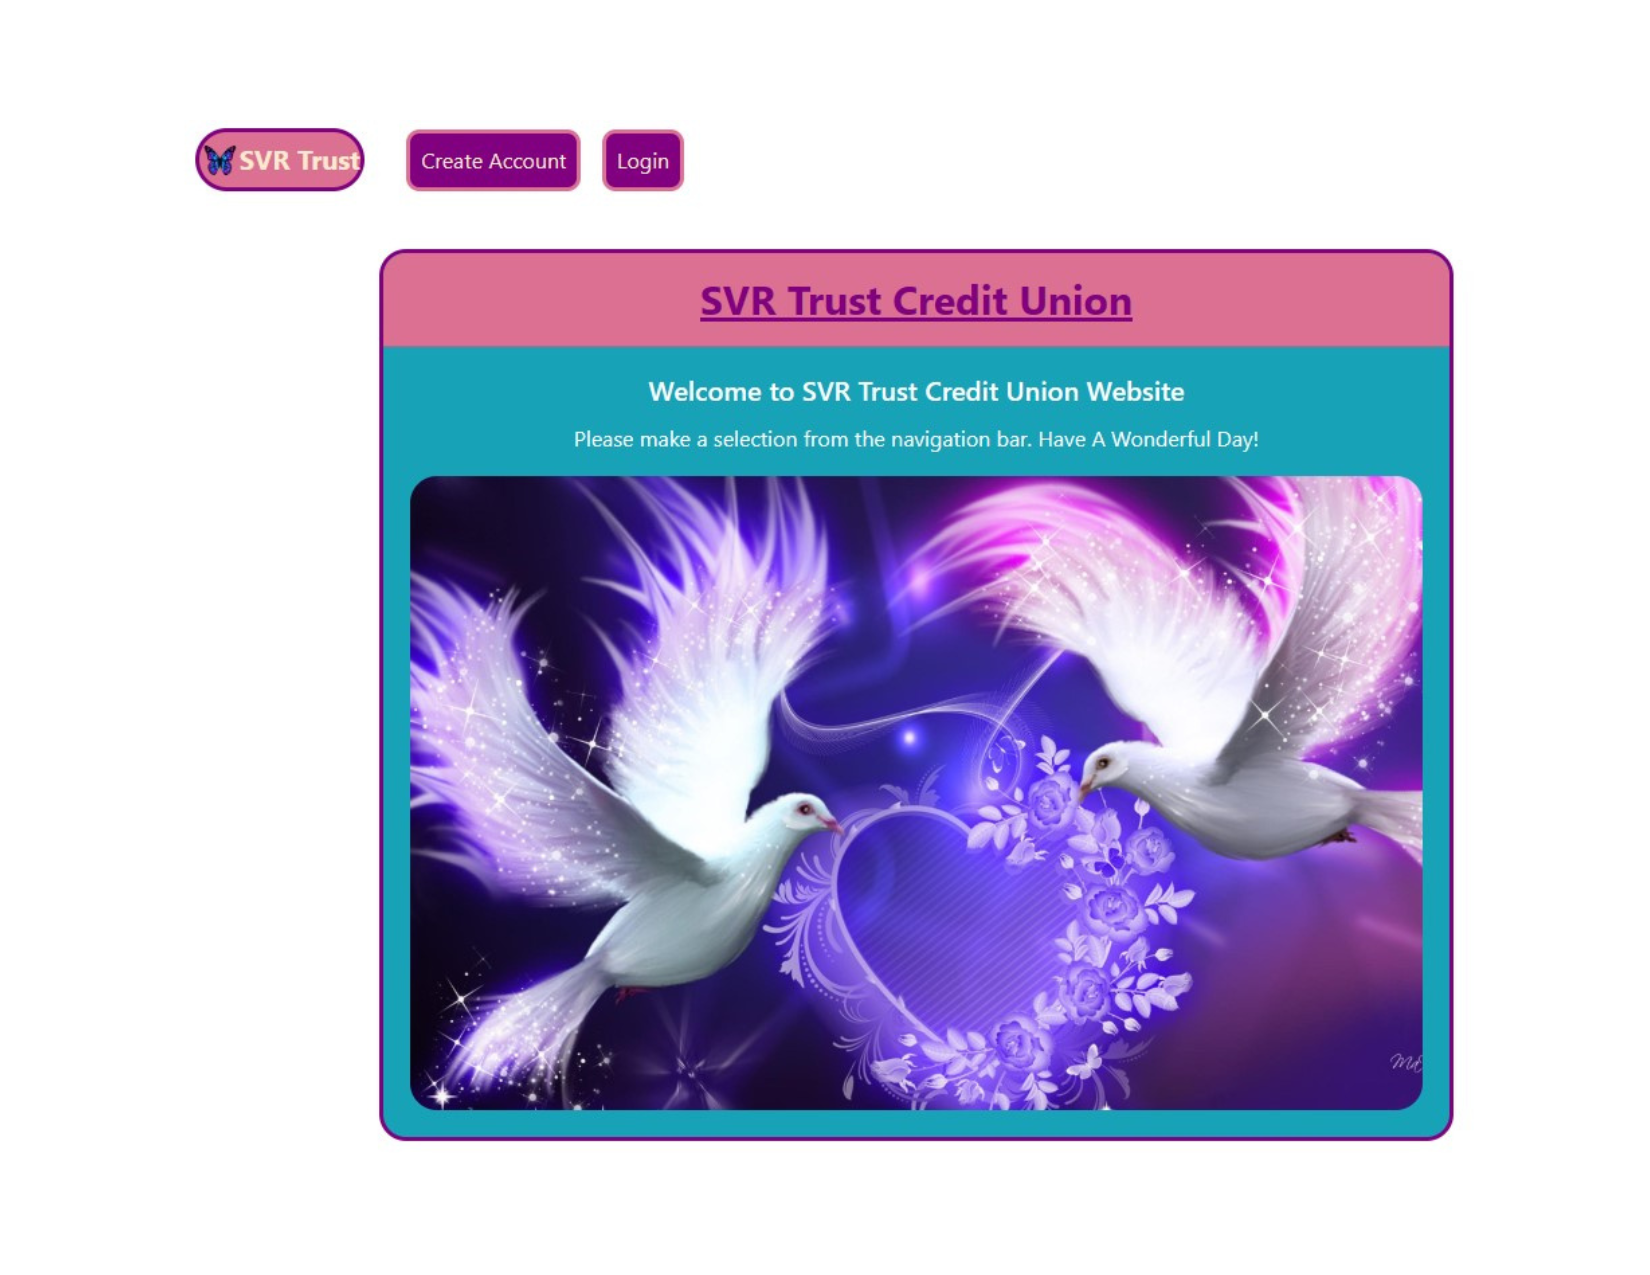 SVR Trust
Create Account
Login
SVR Trust Credit Union
Welcome to SVR Trust Credit Union Website
Please make a selection from the navigation bar. Have A Wonderful Day!